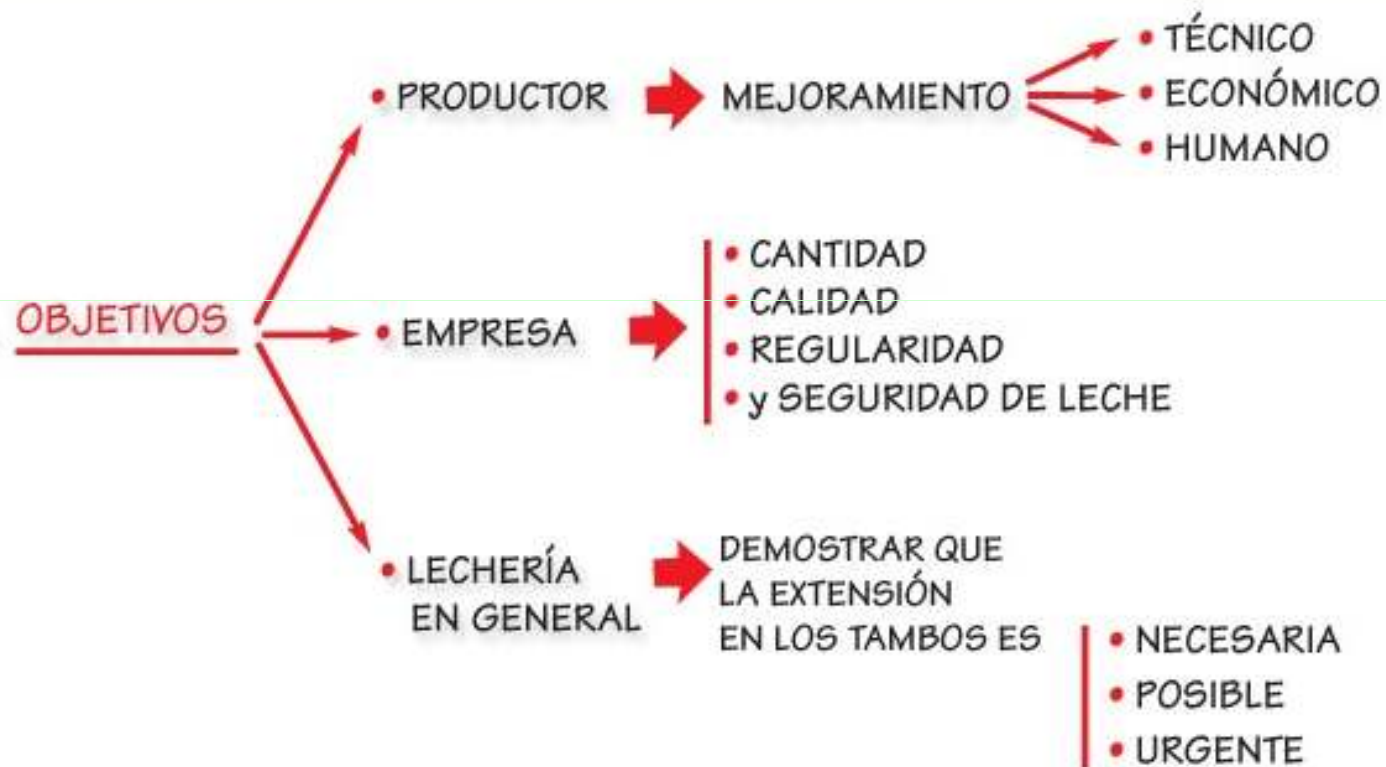 OBJETIVOS
• PRODUCTOR
MEJORAMIENTO
• TÉCNICO
• ECONÓMICO
• HUMANO
• EMPRESA
• CANTIDAD
• CALIDAD
• REGULARIDAD
• y SEGURIDAD DE LECHE
• LECHERÍA
EN GENERAL
DEMOSTRAR QUE
LA EXTENSIÓN
EN LOS TAMBOS ES
• NECESARIA
• POSIBLE
• URGENTE